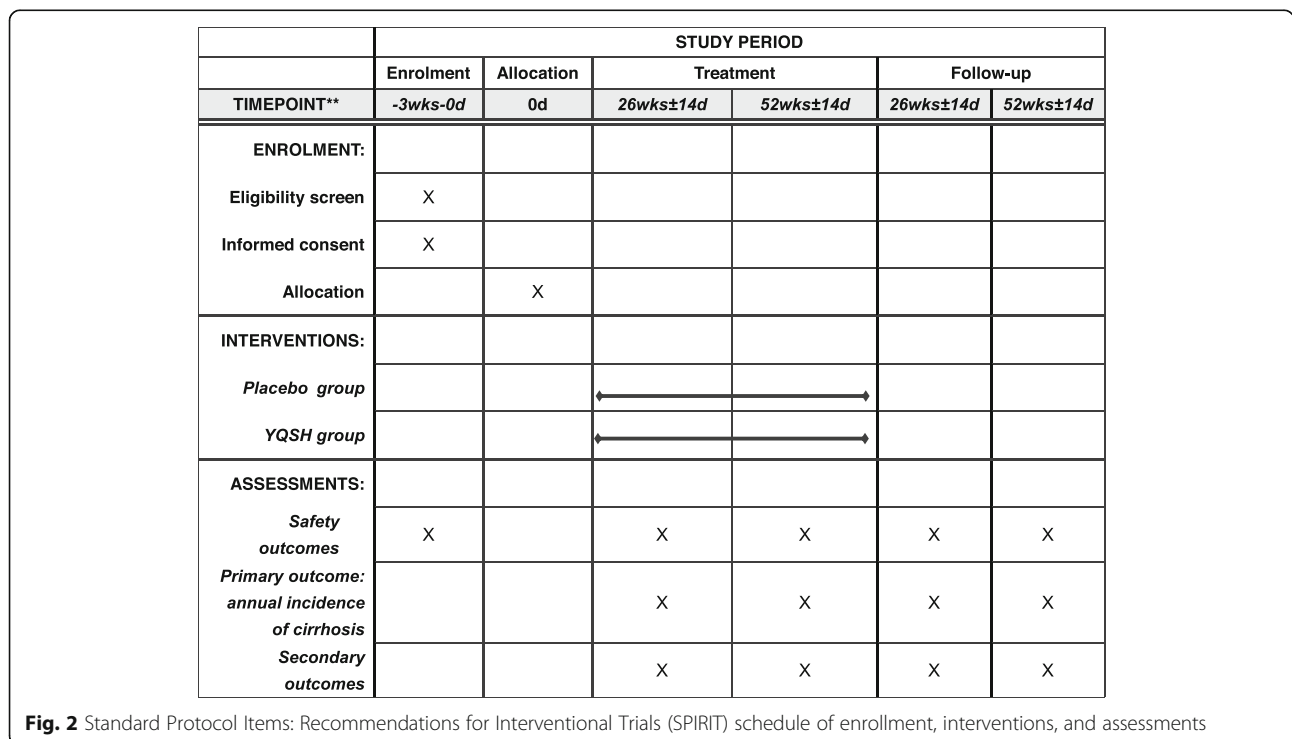 STUDY PERIOD
Enrolment Allocation Treatment Follow-up
TIMEPOINT** -3wks-0d 0d 26wks±14d 52wks±14d 26wks±14d 52wks±14d
ENROLMENT:
Eligibility screen X
Informed consent X
Allocation X
INTERVENTIONS:
Placebo group
YQSH group
ASSESSMENTS:
Safety
outcomes X X X X X
Primary outcome:
annual incidence X X X X
of cirrhosis
Secondary
outcomes X X X X
Fig. 2 Standard Protocol Items: Recommendations for Interventional Trials (SPIRIT) schedule of enrollment, interventions, and assessments